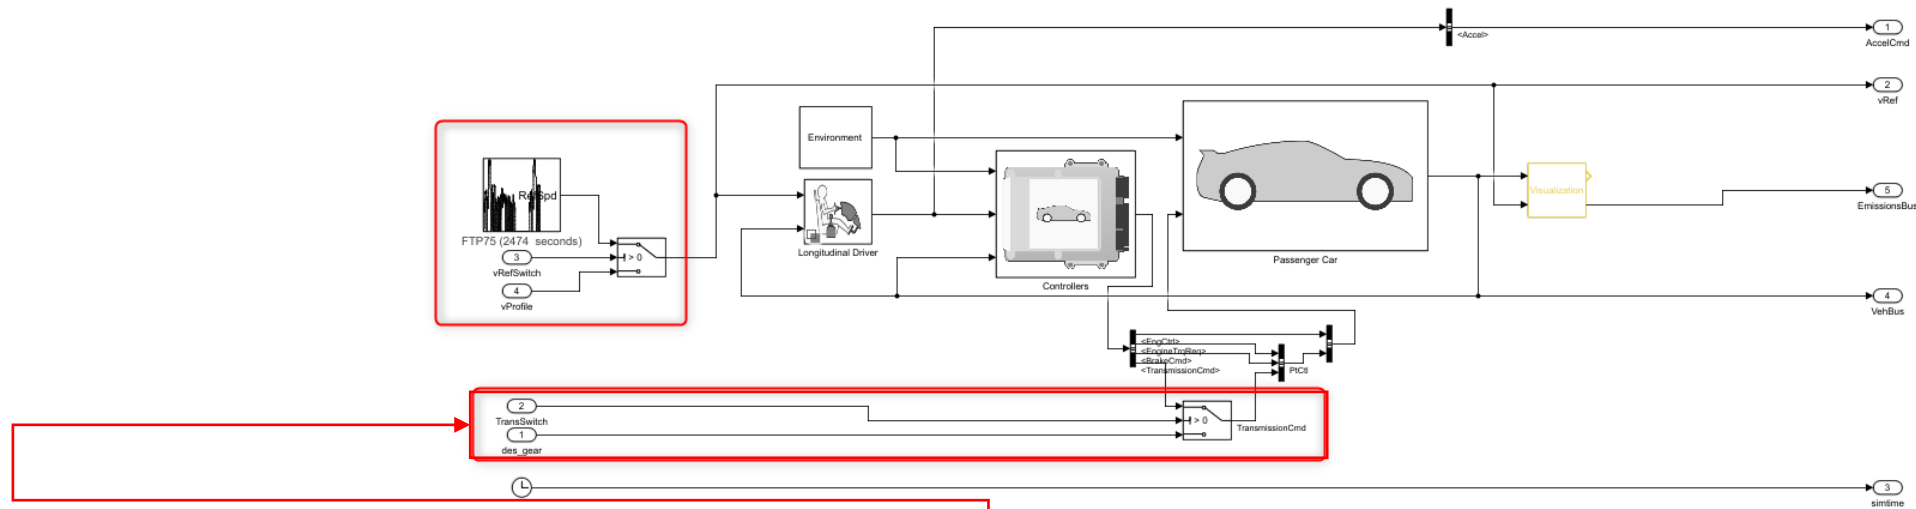 1
<Accel>
AccelCmd
2
vRef
Environment
RefSpd
Visualization
5
EmissionsBus
FTP75 (2474 seconds)
3
> 0
vRefSwitch
Longitudinal Driver
Passenger Car
4
vProfile
Controllers
4
VehBus
<EngCtrl>
<EngineTrqReq>
<BrakeCmd>
<TransmissionCmd>
PtCtl
2
TransSwitch
> 0
TransmissionCmd
1
des_gear
3
simtime